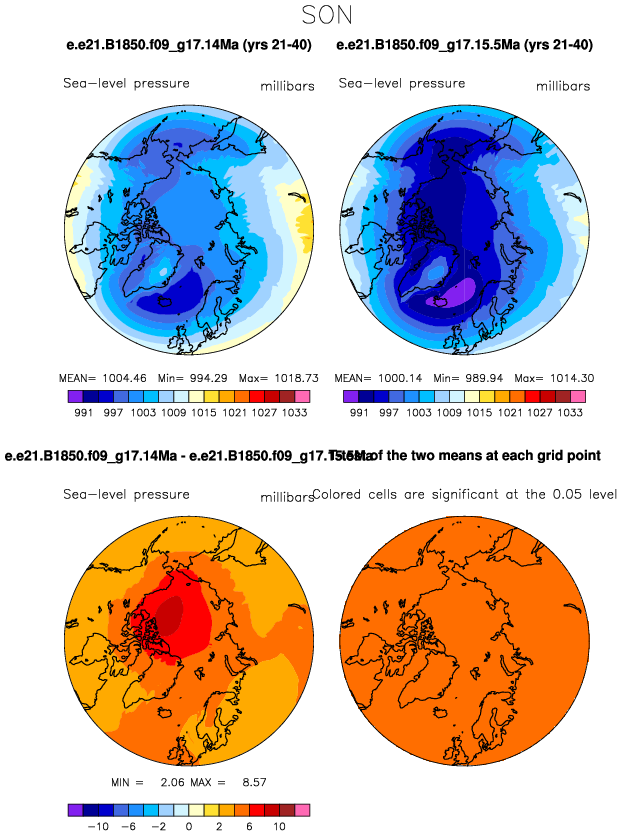 SON
e.e21.B1850.f09_g17.14Ma (yrs 21-40)
e.e21.B1850.f09_g17.15.5Ma (yrs 21-40)
Sea-level pressure
millibars
Sea-level pressure
millibars
MEAN= 1004.46 Min= 994.29 Max= 1018.73
MEAN= 1000.14 Min= 989.94 Max= 1014.30
991 997 1003 1009 1015 1021 1027 1033
991 997 1003 1009 1015 1021 1027 1033
e.e21.B1850.f09_g17.14Ma - e.e21.B1850.f09_g17.15.5Ma
T-test of the two means at each grid point
Sea-level pressure
millibars
Colored cells are significant at the 0.05 level
MIN = 2.06 MAX = 8.57
-10 -6 -2 0 2 6 10